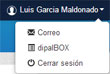 Luis Garcia Maldonado
Correo
dipalBOX
Cerrar sesión